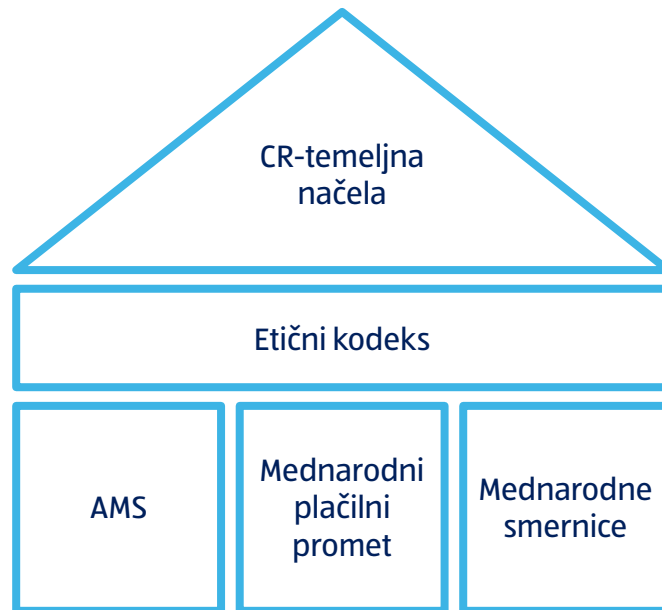 CR-temeljna
načela
Etični kodeks
AMS
Mednarodni
plačilni
promet
Mednarodne
smernice